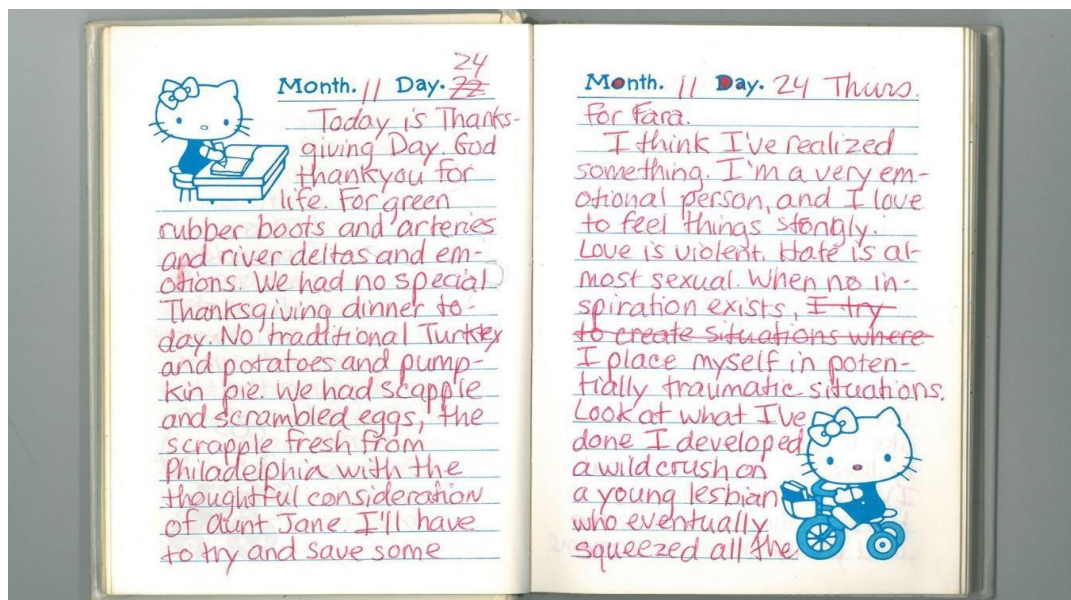 24
Month. 11 Day. 22
Today is Thanks-
giving Day. God
thankyou for
life. For green
rubber boots and arteries
and river deltas and em-
otions. We had no special
Thanksgiving dinner to-
day. No traditional Turkey
and potatoes and pump-
kin pie. We had scapple
and scrambled eggs, the
scrapple fresh from
Philadelphia with the
thoughtful consideration
of Aunt Jane. I'll have
to try and save some
Month. 11 Day. 24 Thurs.
for Fara.
I think I've realized
something. I'm a very em-
otional person, and I love
to feel things stongly.
Love is violent. Hate is al-
most sexual. When no in-
spiration exists, I try
to create situations where
I place myself in poten-
tially traumatic situations.
Look at what I've
done I developed
a wild crush on
a young lesbian
who eventually
squeezed all the